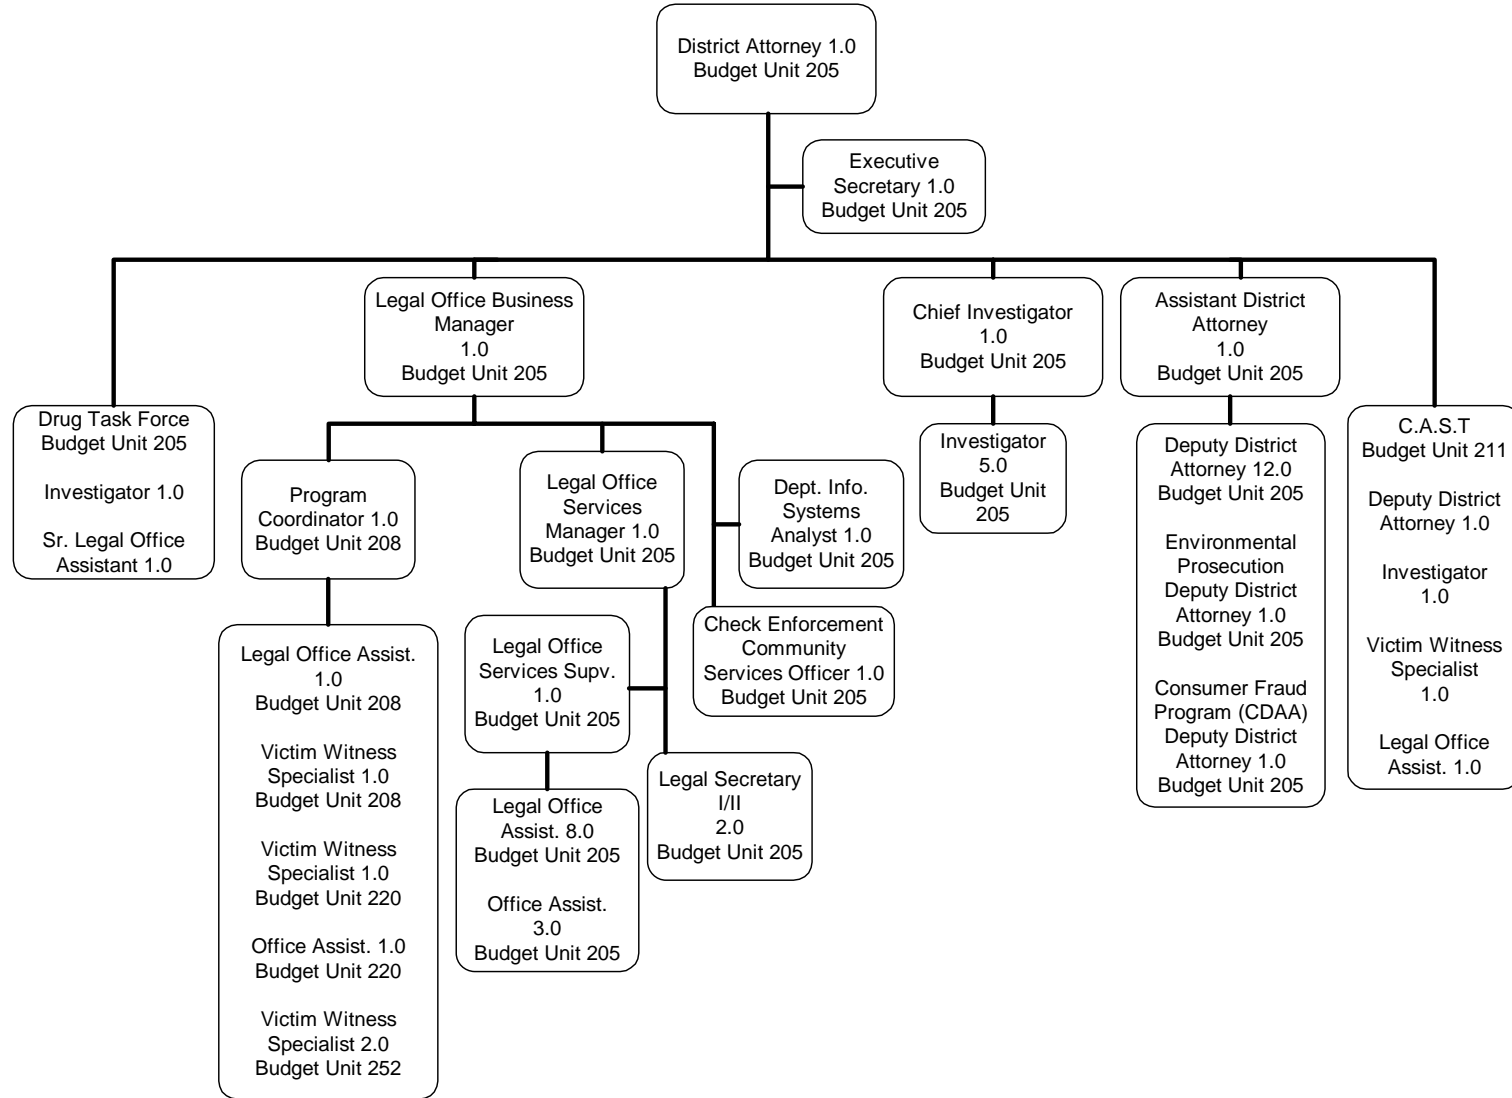 District Attorney 1.0
Budget Unit 205
Executive
Secretary 1.0
Budget Unit 205
Legal Office Business
Manager
1.0
Budget Unit 205
Chief Investigator
1.0
Budget Unit 205
Assistant District
Attorney
1.0
Budget Unit 205
Drug Task Force
Budget Unit 205
Investigator 1.0
Sr. Legal Office
Assistant 1.0
Program
Coordinator 1.0
Budget Unit 208
Legal Office
Services
Manager 1.0
Budget Unit 205
Dept. Info.
Systems
Analyst 1.0
Budget Unit 205
Investigator
5.0
Budget Unit
205
Deputy District
Attorney 12.0
Budget Unit 205
Environmental
Prosecution
Deputy District
Attorney 1.0
Budget Unit 205
Consumer Fraud
Program (CDAA)
Deputy District
Attorney 1.0
Budget Unit 205
C.A.S.T
Budget Unit 211
Deputy District
Attorney 1.0
Investigator
1.0
Victim Witness
Specialist
1.0
Legal Office
Assist. 1.0
Legal Office Assist.
1.0
Budget Unit 208
Victim Witness
Specialist 1.0
Budget Unit 208
Victim Witness
Specialist 1.0
Budget Unit 220
Office Assist. 1.0
Budget Unit 220
Victim Witness
Specialist 2.0
Budget Unit 252
Legal Office
Services Supv.
1.0
Budget Unit 205
Check Enforcement
Community
Services Officer 1.0
Budget Unit 205
Legal Office
Assist. 8.0
Budget Unit 205
Office Assist.
3.0
Budget Unit 205
Legal Secretary
I/II
2.0
Budget Unit 205